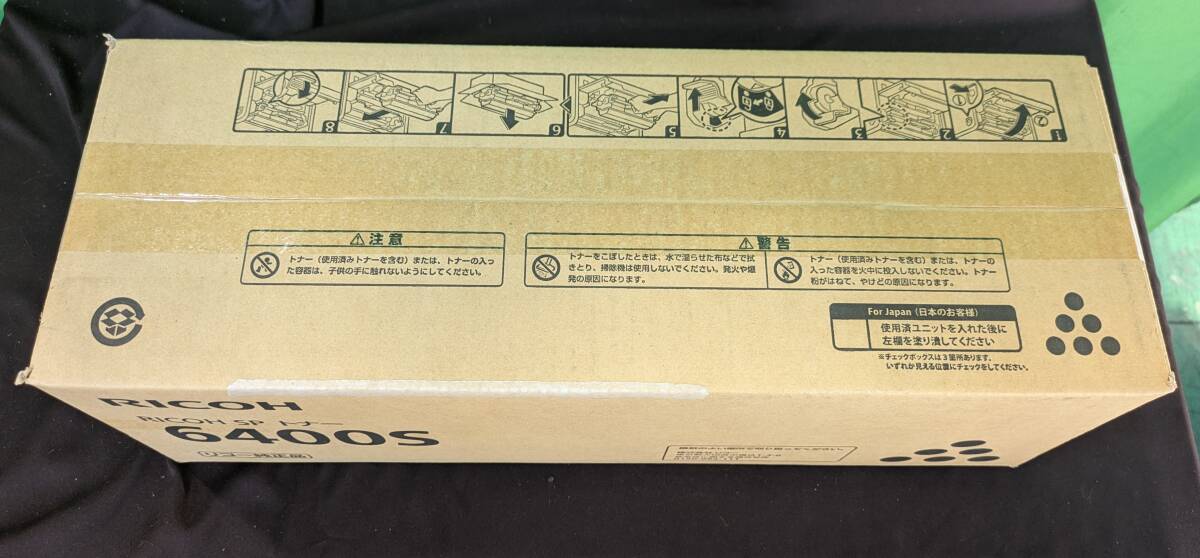 8
7
6
5
4
3
2
1
⚠注意
トナー（使用済みトナーを含む）または、トナーの入っ
た容器は、子供の手に触れないようにしてください。
⚠警告
トナーをこぼしたときは、水で湿らせた布などで拭
きとり、掃除機は使用しないでください。発火や爆
発の原因になります。
トナー（使用済みトナーを含む）または、トナーの
入った容器を火中に投入しないでください。トナー
粉がはねて、やけどの原因になります。
For Japan（日本のお客様）
使用済ユニットを入れた後に
左欄を塗り潰してください
※チェックボックスは3箇所あります。
いずれか見える位置にチェックをしてください。
RICOH
RICOH SP トナー
6400S
リコー純正品